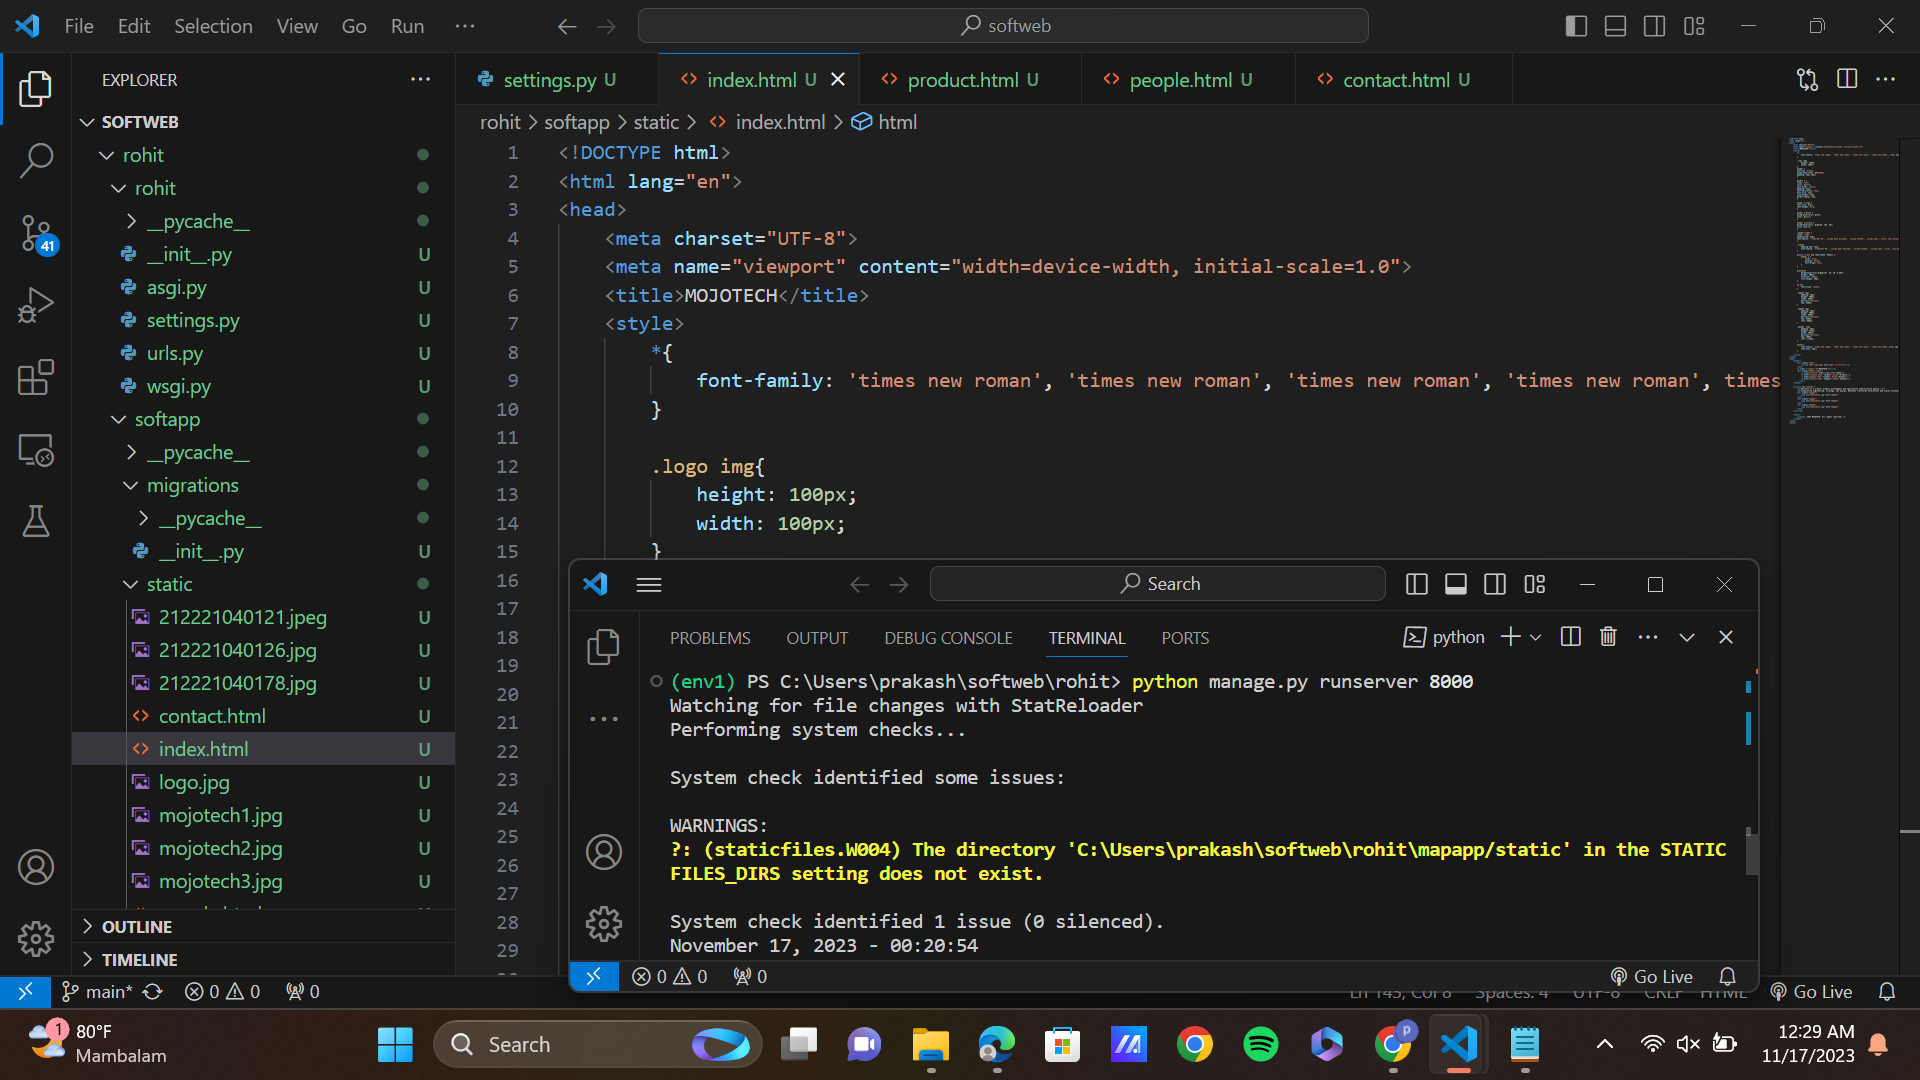 File Edit Selection View Go Run ··· softweb
EXPLORER
settings.py U index.html U product.html U people.html U contact.html U
SOFTWEB
rohit > softapp > static > index.html > html
rohit
rohit
__pycache__
__init__.py U
asgi.py U
settings.py U
urls.py U
wsgi.py U
softapp
__pycache__
migrations
__pycache__
__init__.py U
static
212221040121.jpeg U
212221040126.jpg U
212221040178.jpg U
contact.html U
index.html U
logo.jpg U
mojotech1.jpg U
mojotech2.jpg U
mojotech3.jpg U
OUTLINE
TIMELINE
41
1 <!DOCTYPE html>
2 <html lang="en">
3 <head>
4 <meta charset="UTF-8">
5 <meta name="viewport" content="width=device-width, initial-scale=1.0">
6 <title>MOJOTECH</title>
7 <style>
8 *{
9 font-family: 'times new roman', 'times new roman', 'times new roman', 'times new roman', times
10 }
11
12 .logo img{
13 height: 100px;
14 width: 100px;
15 }
16
17
18
19
20
21
22
23
24
25
26
27
28
29
Search
PROBLEMS OUTPUT DEBUG CONSOLE TERMINAL PORTS python
(env1) PS C:\Users\prakash\softweb\rohit> python manage.py runserver 8000
Watching for file changes with StatReloader
Performing system checks...
System check identified some issues:
WARNINGS:
?: (staticfiles.W004) The directory 'C:\Users\prakash\softweb\rohit\mapapp/static' in the STATIC
FILES_DIRS setting does not exist.
System check identified 1 issue (0 silenced).
November 17, 2023 - 00:20:54
0 0 0 Go Live
main* 0 0 0 Ln 145, Col 8 Spaces: 4 UTF-8 CRLF HTML Go Live
1 80°F
Mambalam
Search
p
12:29 AM
11/17/2023